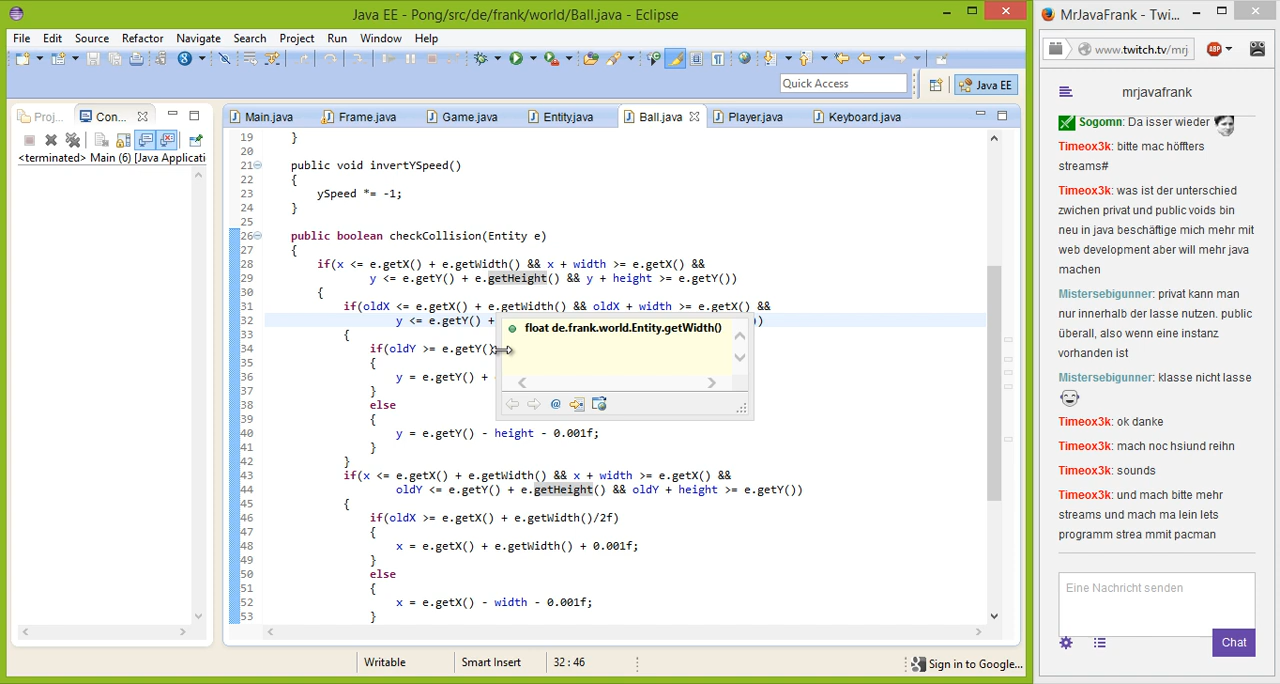 Java EE - Pong/src/de/frank/world/Ball.java - Eclipse
File Edit Source Refactor Navigate Search Project Run Window Help
Quick Access
Java EE
Proj...
Con...
<terminated> Main (6) [Java Applicati
Main.java
Frame.java
Game.java
Entity.java
Ball.java
Player.java
Keyboard.java
19 }
20
21 public void invertYSpeed()
22 {
23 ySpeed *= -1;
24 }
25
26 public boolean checkCollision(Entity e)
27 {
28 if(x <= e.getX() + e.getWidth() && x + width >= e.getX() &&
29 y <= e.getY() + e.getHeight() && y + height >= e.getY())
30 {
31 if(oldX <= e.getX() + e.getWidth() && oldX + width >= e.getX() &&
32 y <= e.getY() + ))
33 {
34 if(oldY >= e.getY()
35 {
36 y = e.getY() +
37 }
38 else
39 {
40 y = e.getY() - height - 0.001f;
41 }
42 }
43 if(x <= e.getX() + e.getWidth() && x + width >= e.getX() &&
44 oldY <= e.getY() + e.getHeight() && oldY + height >= e.getY())
45 {
46 if(oldX >= e.getX() + e.getWidth()/2f)
47 {
48 x = e.getX() + e.getWidth() + 0.001f;
49 }
50 else
51 {
52 x = e.getX() - width - 0.001f;
53 }
float de.frank.world.Entity.getWidth()
Writable
Smart Insert
32 : 46
Sign in to Google...
MrJavaFrank - Twi...
www.twitch.tv/mrj
mrjavafrank
Sogomn: Da isser wieder
Timeox3k: bitte mac höffters
streams#
Timeox3k: was ist der unterschied
zwichen privat und public voids bin
neu in java beschäftige mich mehr mit
web development aber will mehr java
machen
Mistersebigunner: privat kann man
nur innerhalb der lasse nutzen. public
überall, also wenn eine instanz
vorhanden ist
Mistersebigunner: klasse nicht lasse
Timeox3k: ok danke
Timeox3k: mach noc hsiund reihn
Timeox3k: sounds
Timeox3k: und mach bitte mehr
streams und mach ma lein lets
programm strea mmit pacman
Eine Nachricht senden
Chat